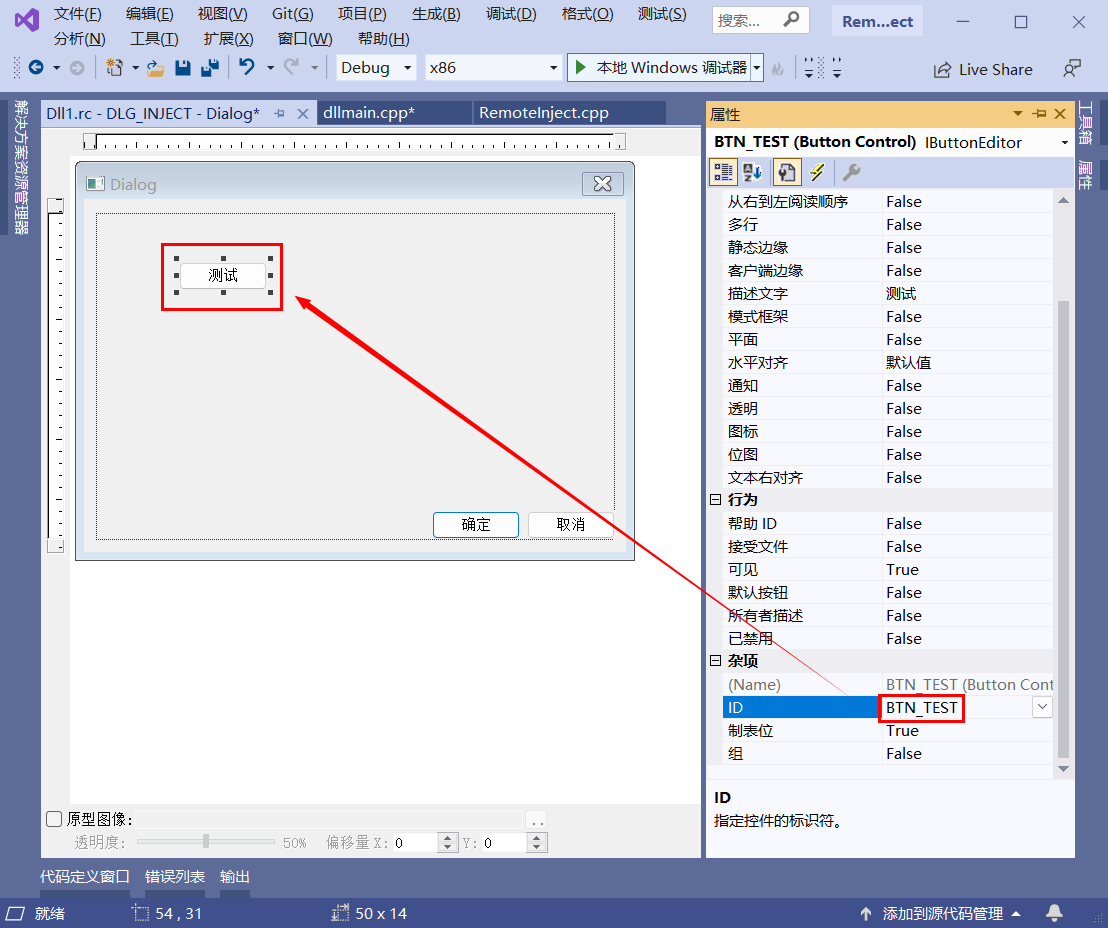 文件(F) 编辑(E) 视图(V) Git(G) 项目(P) 生成(B) 调试(D) 格式(O) 测试(S) 搜索... Rem...ect
分析(N) 工具(T) 扩展(X) 窗口(W) 帮助(H)
Debug x86 本地 Windows 调试器 Live Share
解决方案资源管理器
Dll1.rc - DLG_INJECT - Dialog* dllmain.cpp* RemoteInject.cpp
Dialog
测试
确定 取消
原型图像:
透明度: 50% 偏移量 X: 0 Y: 0
属性
BTN_TEST (Button Control) IButtonEditor
从右到左阅读顺序 False
多行 False
静态边缘 False
客户端边缘 False
描述文字 测试
模式框架 False
平面 False
水平对齐 默认值
通知 False
透明 False
图标 False
位图 False
文本右对齐 False
行为
帮助 ID False
接受文件 False
可见 True
默认按钮 False
所有者描述 False
已禁用 False
杂项
(Name) BTN_TEST (Button Cont
ID BTN_TEST
制表位 True
组 False
ID
指定控件的标识符。
工具箱
属性
代码定义窗口 错误列表 输出
就绪 54 , 31 50 x 14 添加到源代码管理